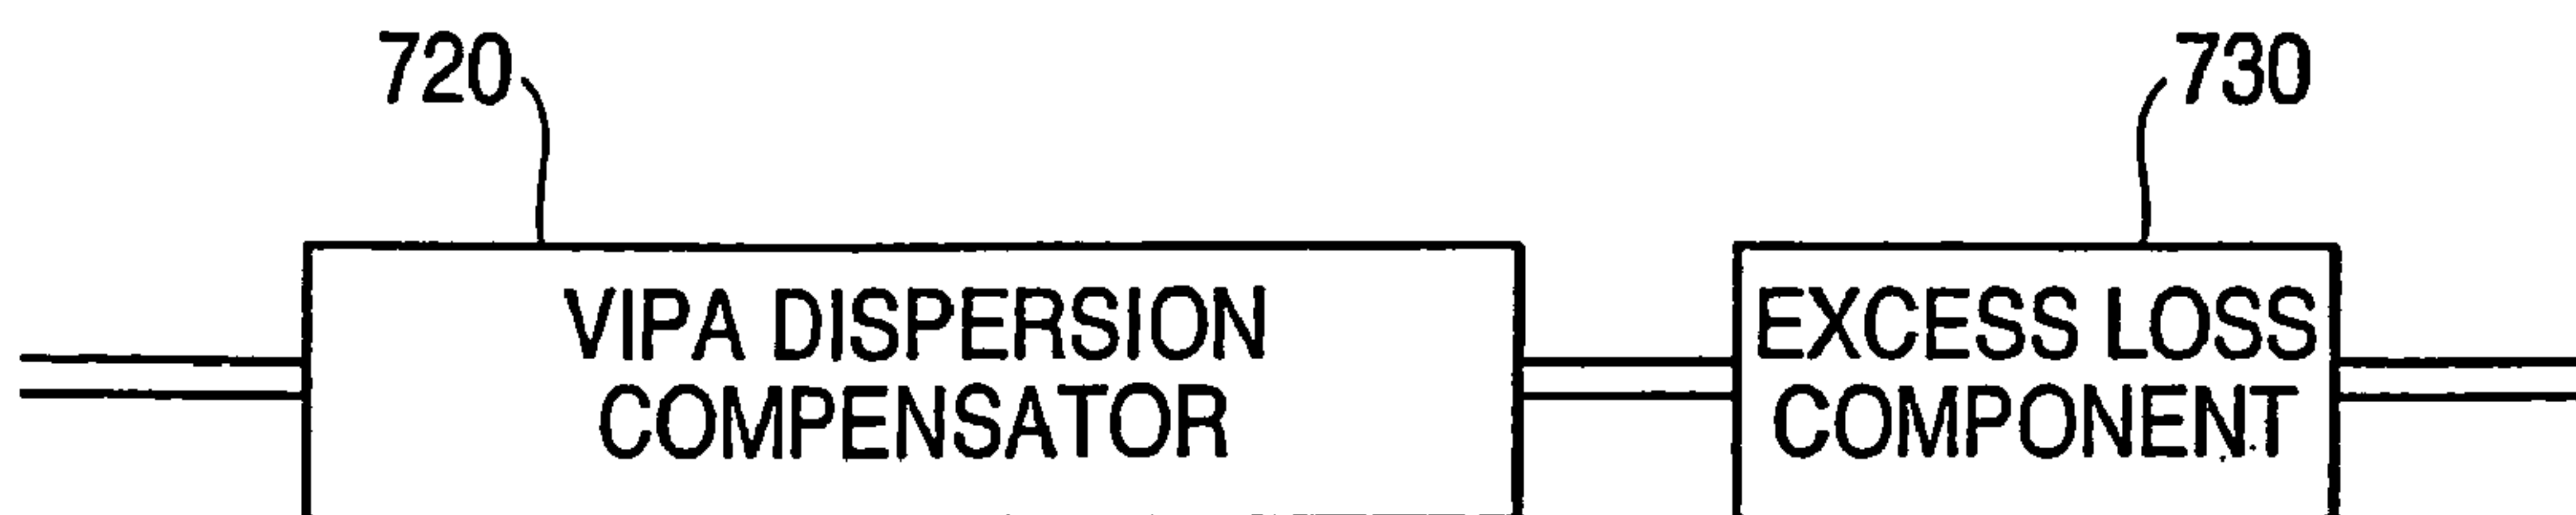 720
730
VIPA DISPERSION
COMPENSATOR
EXCESS LOSS
COMPONENT